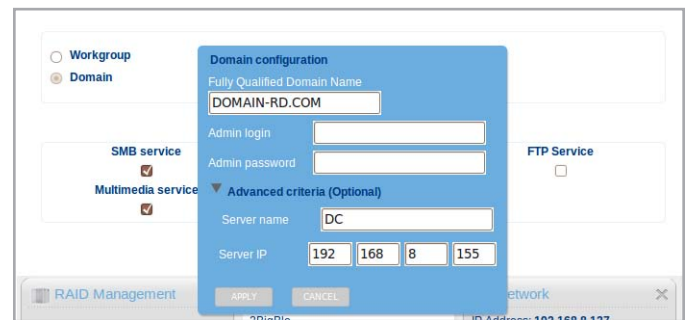 Workgroup
Domain
Domain configuration
Fully Qualified Domain Name
DOMAIN-RD.COM
Admin login
Admin password
Advanced criteria (Optional)
Server name DC
Server IP 192 168 8 155
APPLY CANCEL
SMB service FTP Service
Multimedia service
RAID Management
etwork
IP Address: 192.168.8.127